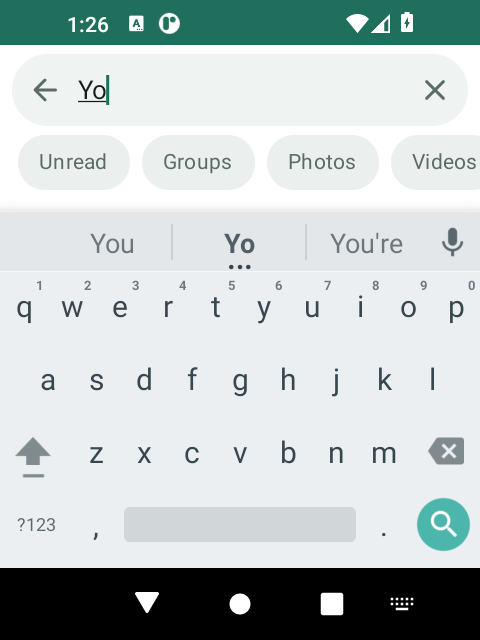 1:26
Yo
Unread Groups Photos Videos
You Yo You're
1 2 3 4 5 6 7 8 9 0
q w e r t y u i o p
a s d f g h j k l
z x c v b n m
?123 , .